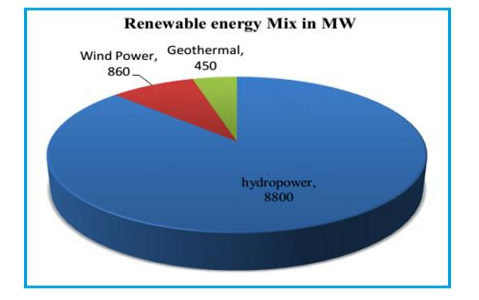 Renewable energy Mix in MW
Wind Power,
860
Geothermal,
450
hydropower,
8800